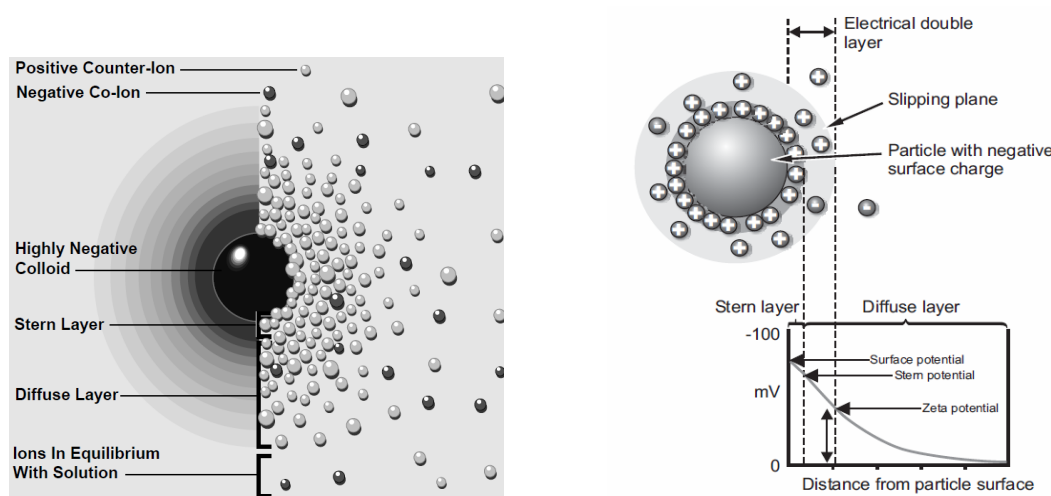 Positive Counter-Ion
Negative Co-Ion
Highly Negative
Colloid
Stern Layer
Diffuse Layer
Ions In Equilibrium
With Solution
Electrical double
layer
Slipping plane
Particle with negative
surface charge
Stern layer
Diffuse layer
-100
Surface potential
Stern potential
mV
Zeta potential
0
Distance from particle surface